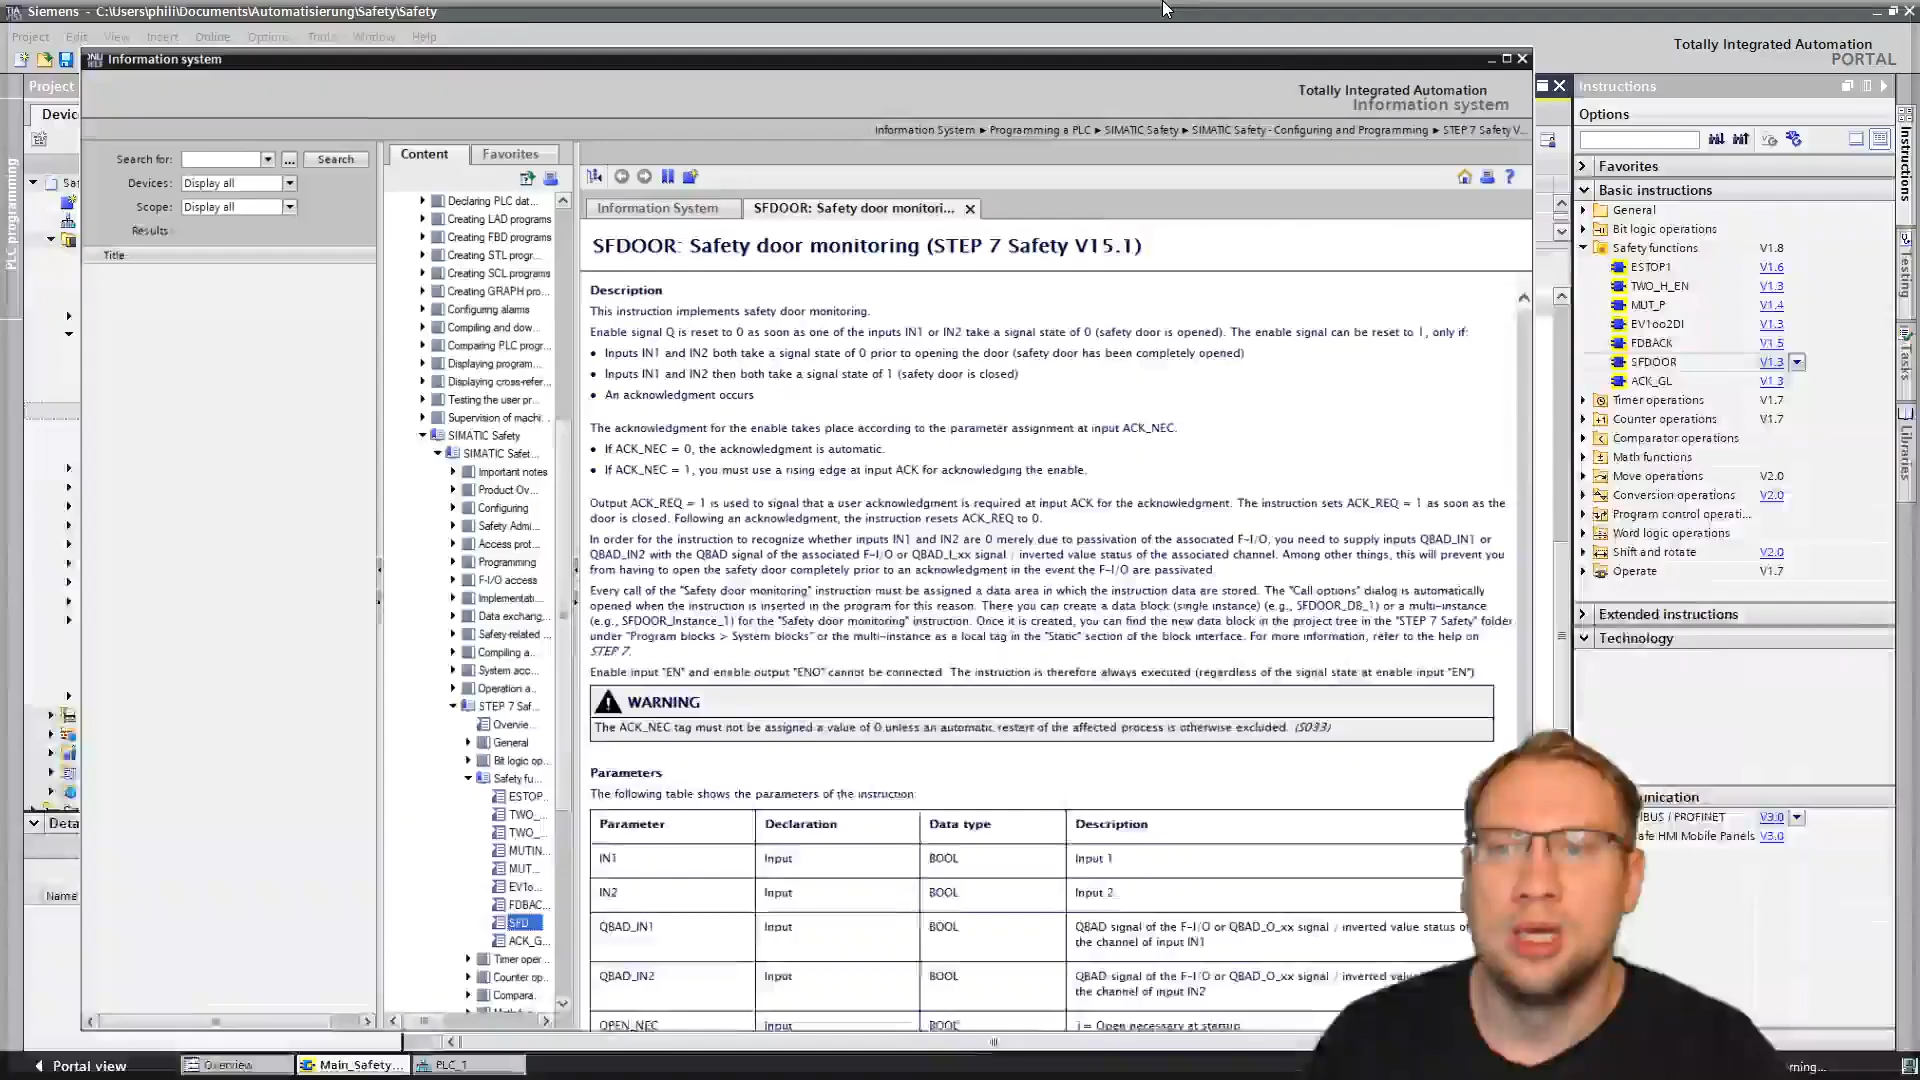 Siemens - C:\Users\phili\Documents\Automatisierung\Safety\Safety
Project Edit View Insert Online Options Tools Window Help
Totally Integrated Automation
PORTAL
Information system
Totally Integrated Automation
Information system
Information System ▸ Programming a PLC ▸ SIMATIC Safety ▸ SIMATIC Safety - Configuring and Programming ▸ STEP 7 Safety V...
Project
Devic
PLC programming
Search for: ... Search
Devices: Display all
Scope: Display all
Results:
Title
Content Favorites
Declaring PLC dat...
Creating LAD programs
Creating FBD programs
Creating STL progr...
Creating SCL programs
Creating GRAPH pro...
Configuring alarms
Compiling and dow...
Comparing PLC progr...
Displaying program...
Displaying cross-refer...
Testing the user pr...
Supervision of machi...
SIMATIC Safety
SIMATIC Safet...
Important notes
Product Ov...
Configuring
Safety Admi...
Access prot...
Programming
F-I/O access
Implementati...
Data exchang...
Safety-related ...
Compiling a...
System acc...
Operation a...
STEP 7 Saf...
Overvie...
General
Bit logic op...
Safety fu...
ESTOP...
TWO_...
TWO_...
MUTIN...
MUT...
EV1o...
FDBAC...
SFD
ACK_G...
Timer oper...
Counter op...
Compara...
Information System SFDOOR: Safety door monitori...
SFDOOR: Safety door monitoring (STEP 7 Safety V15.1)
Description
This instruction implements safety door monitoring.
Enable signal Q is reset to 0 as soon as one of the inputs IN1 or IN2 take a signal state of 0 (safety door is opened). The enable signal can be reset to 1, only if:
• Inputs IN1 and IN2 both take a signal state of 0 prior to opening the door (safety door has been completely opened)
• Inputs IN1 and IN2 then both take a signal state of 1 (safety door is closed)
• An acknowledgment occurs
The acknowledgment for the enable takes place according to the parameter assignment at input ACK_NEC.
• If ACK_NEC = 0, the acknowledgment is automatic.
• If ACK_NEC = 1, you must use a rising edge at input ACK for acknowledging the enable.
Output ACK_REQ = 1 is used to signal that a user acknowledgment is required at input ACK for the acknowledgment. The instruction sets ACK_REQ = 1 as soon as the
door is closed. Following an acknowledgment, the instruction resets ACK_REQ to 0.
In order for the instruction to recognize whether inputs IN1 and IN2 are 0 merely due to passivation of the associated F-I/O, you need to supply inputs QBAD_IN1 or
QBAD_IN2 with the QBAD signal of the associated F-I/O or QBAD_I_xx signal / inverted value status of the associated channel. Among other things, this will prevent you
from having to open the safety door completely prior to an acknowledgment in the event the F-I/O are passivated.
Every call of the "Safety door monitoring" instruction must be assigned a data area in which the instruction data are stored. The "Call options" dialog is automatically
opened when the instruction is inserted in the program for this reason. There you can create a data block (single instance) (e.g., SFDOOR_DB_1) or a multi-instance
(e.g., SFDOOR_Instance_1) for the "Safety door monitoring" instruction. Once it is created, you can find the new data block in the project tree in the "STEP 7 Safety" folder
under "Program blocks > System blocks" or the multi-instance as a local tag in the "Static" section of the block interface. For more information, refer to the help on
STEP 7.
Enable input "EN" and enable output "ENO" cannot be connected. The instruction is therefore always executed (regardless of the signal state at enable input "EN")
WARNING
The ACK_NEC tag must not be assigned a value of 0 unless an automatic restart of the affected process is otherwise excluded. (S033)
Parameters
The following table shows the parameters of the instruction:
Parameter Declaration Data type Description
IN1 Input BOOL Input 1
IN2 Input BOOL Input 2
QBAD_IN1 Input BOOL QBAD signal of the F-I/O or QBAD_O_xx signal / inverted value status o
the channel of input IN1
QBAD_IN2 Input BOOL QBAD signal of the F-I/O or QBAD_O_xx signal / inverted valu
the channel of input IN2
OPEN_NEC Input BOOL 1= Open necessary at startup
Instructions
Options
Favorites
Basic instructions
General
Bit logic operations
Safety functions V1.8
ESTOP1 V1.6
TWO_H_EN V1.3
MUT_P V1.4
EV1oo2DI V1.3
FDBACK V1.5
SFDOOR V1.3
ACK_GL V1.3
Timer operations V1.7
Counter operations V1.7
Comparator operations
Math functions
Move operations V2.0
Conversion operations V2.0
Program control operati...
Word logic operations
Shift and rotate V2.0
Operate V1.7
Extended instructions
Technology
unication
IBUS / PROFINET V3.0
afe HMI Mobile Panels V3.0
Instructions
Testing
Tasks
Libraries
Deta
Name
Portal view Overview Main_Safety... PLC_1
rning...